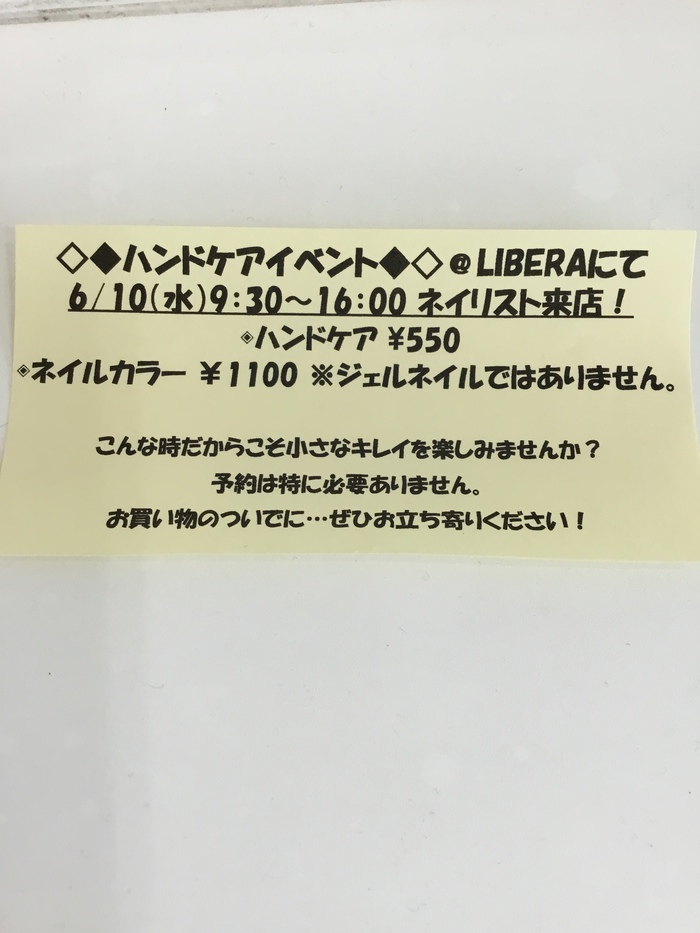 ◇◆ハンドケアイベント◆◇@LIBERAにて
6/10(水)9:30～16:00 ネイリスト来店！
◈ハンドケア ¥550
◈ネイルカラー ￥1100 ※ジェルネイルではありません。
こんな時だからこそ小さなキレイを楽しみませんか？
予約は特に必要ありません。
お買い物のついでに…ぜひお立ち寄りください！